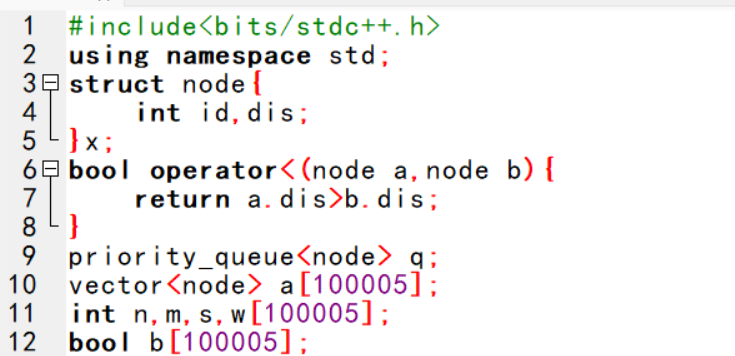 1 #include<bits/stdc++.h>
2 using namespace std;
3 struct node{
4     int id,dis;
5 }x;
6 bool operator<(node a,node b){
7     return a.dis>b.dis;
8 }
9 priority_queue<node> q;
10 vector<node> a[100005];
11 int n,m,s,w[100005];
12 bool b[100005];